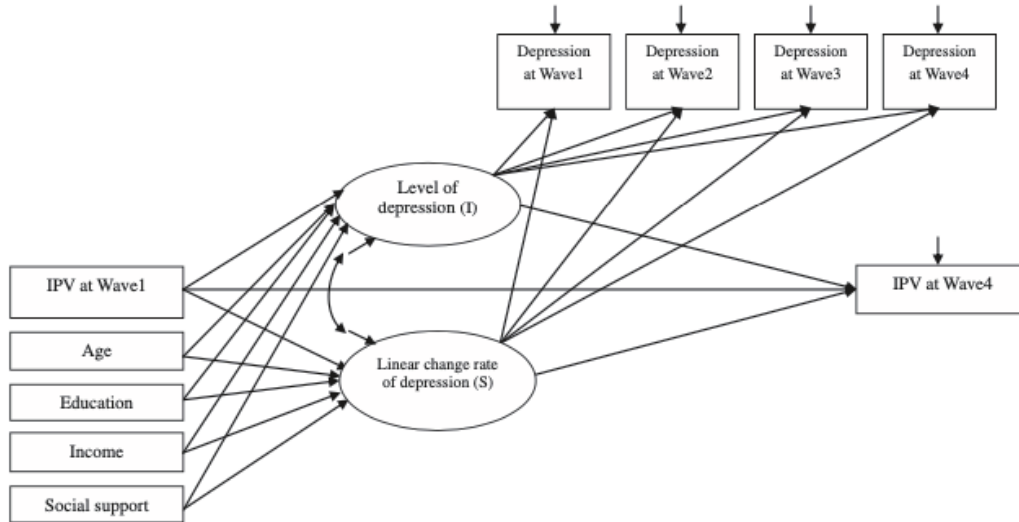 Depression
at Wave1
Depression
at Wave2
Depression
at Wave3
Depression
at Wave4
Level of
depression (I)
IPV at Wave1
IPV at Wave4
Age
Linear change rate
of depression (S)
Education
Income
Social support